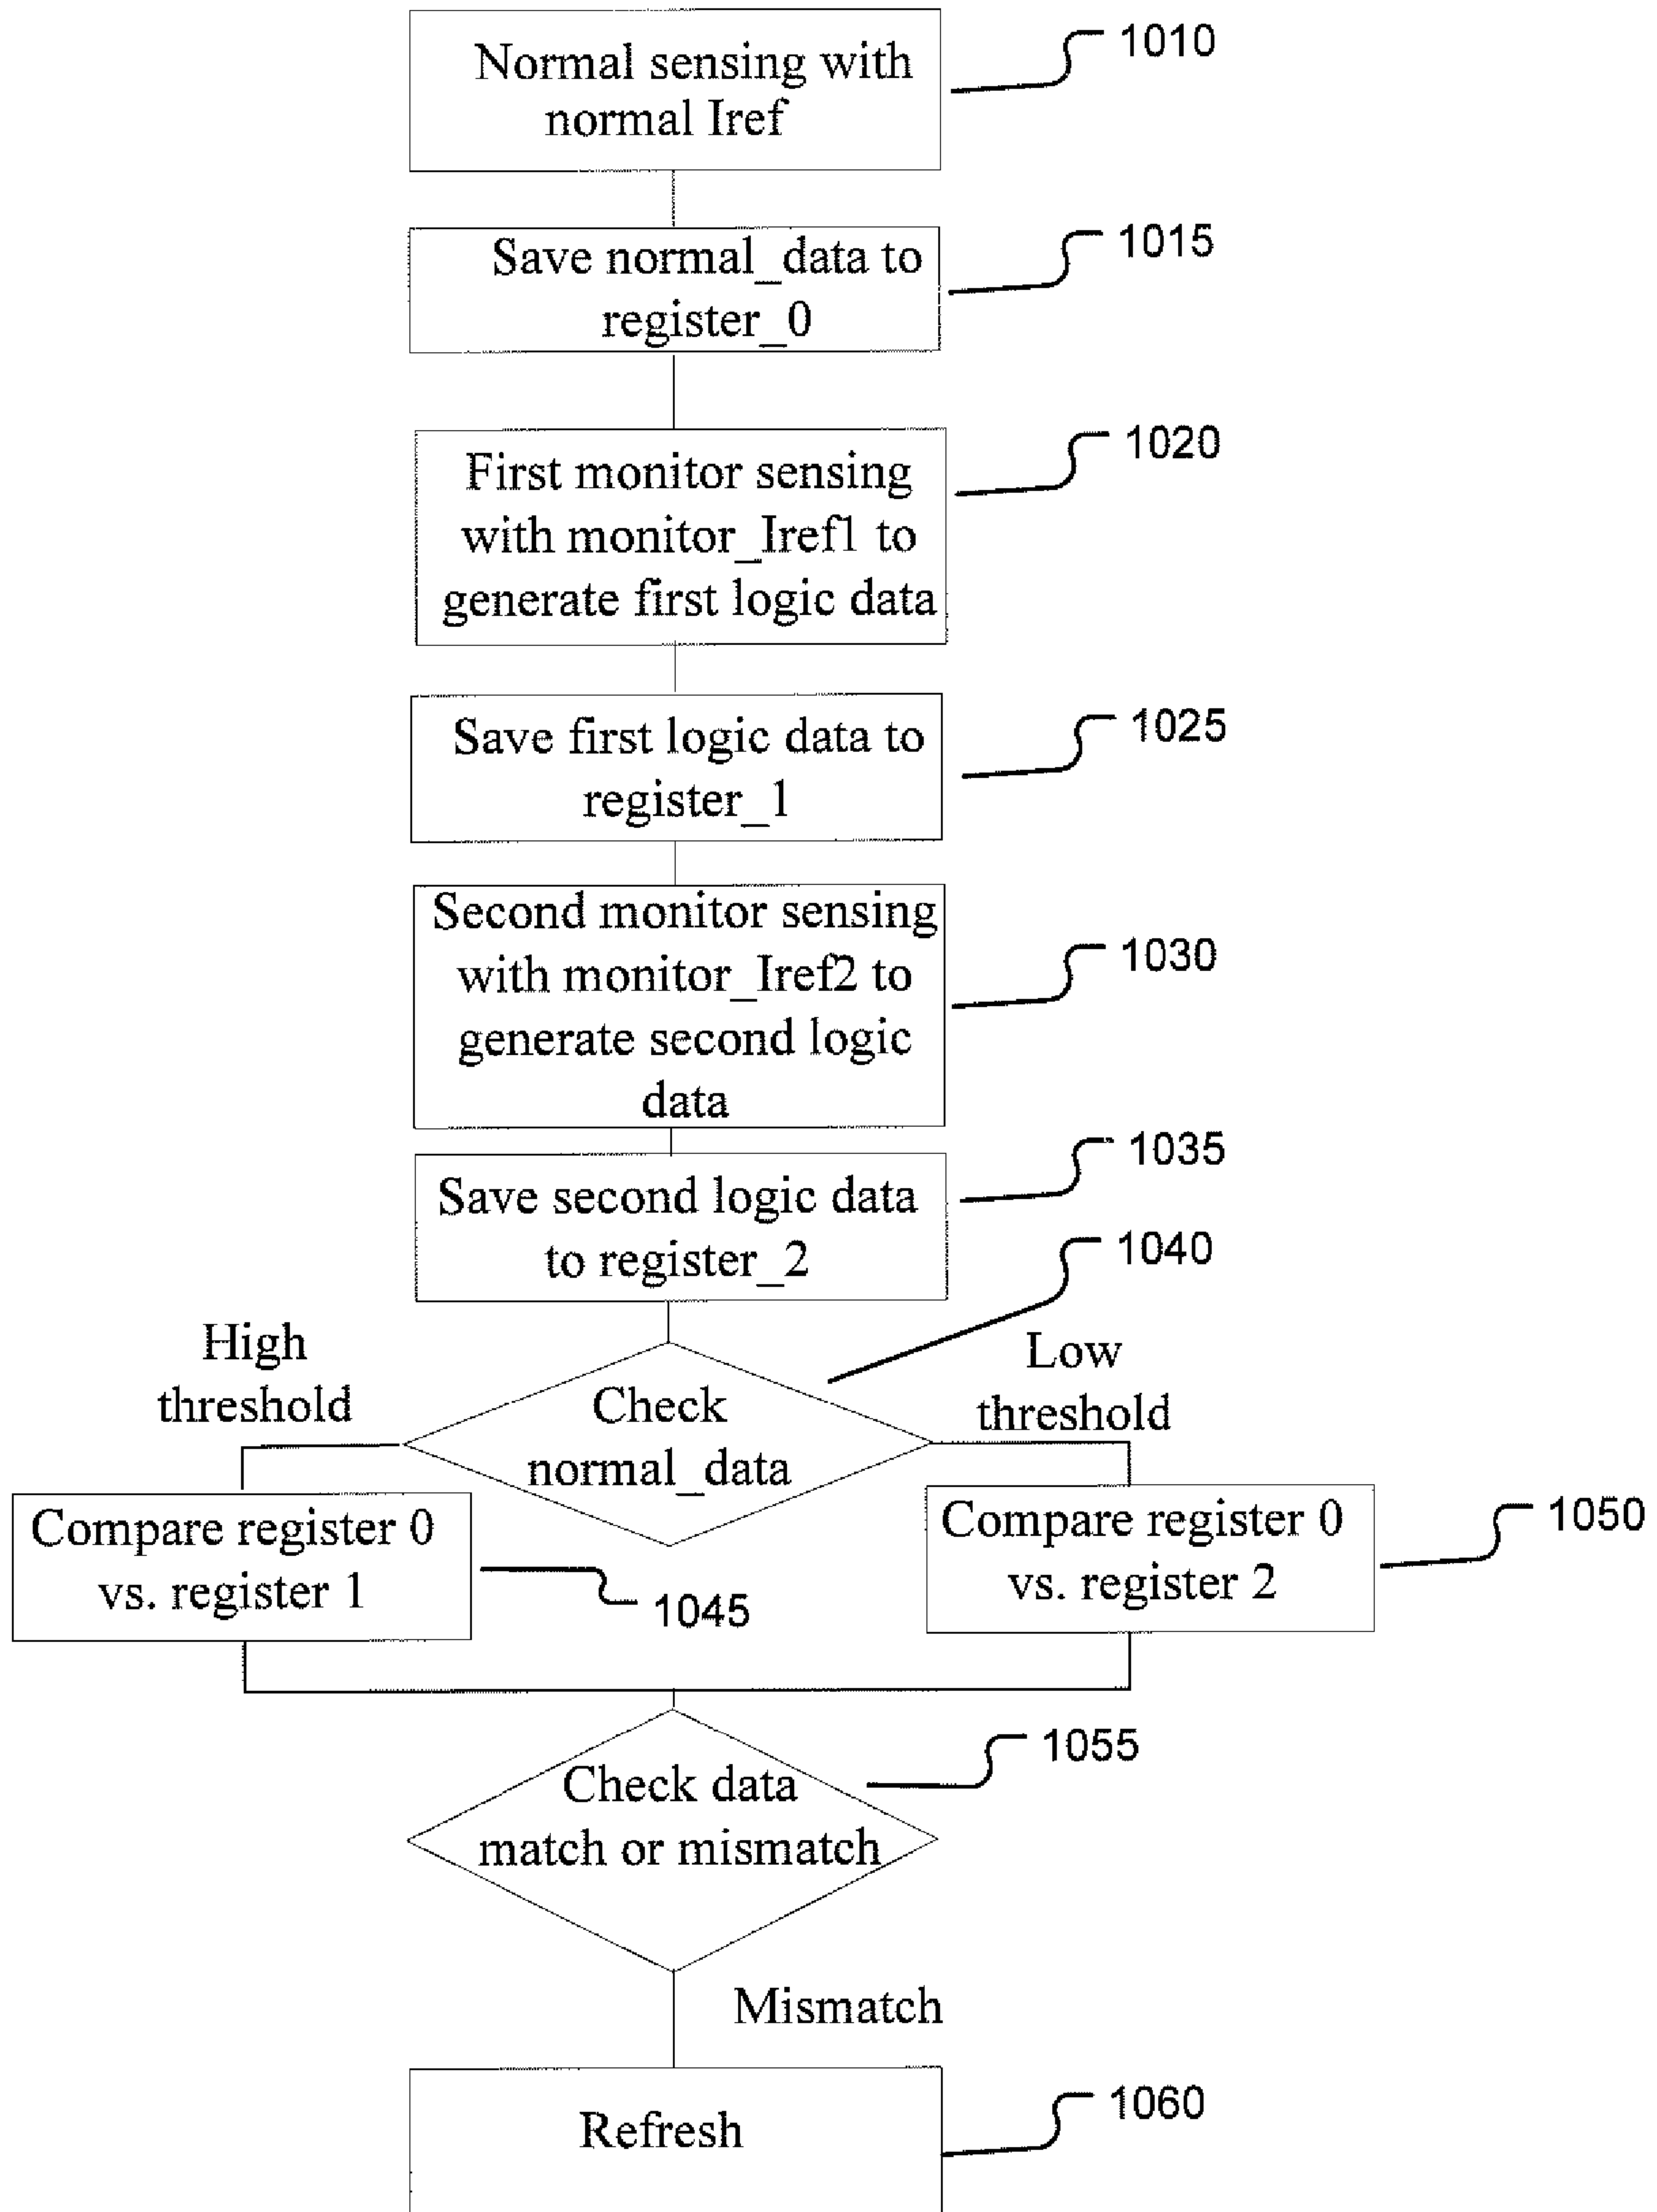 Normal sensing with
normal Iref
1010
Save normal_data to
register_0
1015
First monitor sensing
with monitor_Iref1 to
generate first logic data
1020
Save first logic data to
register_1
1025
Second monitor sensing
with monitor_Iref2 to
generate second logic
data
1030
Save second logic data
to register_2
1035
1040
High
threshold
Check
normal_data
Low
threshold
Compare register 0
vs. register 1
1045
Compare register 0
vs. register 2
1050
Check data
match or mismatch
1055
Mismatch
Refresh
1060